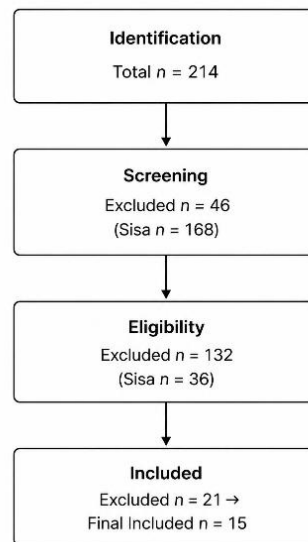 Identification
Total n = 214
Screening
Excluded n = 46
(Sisa n = 168)
Eligibility
Excluded n = 132
(Sisa n = 36)
Included
Excluded n = 21 →
Final Included n = 15